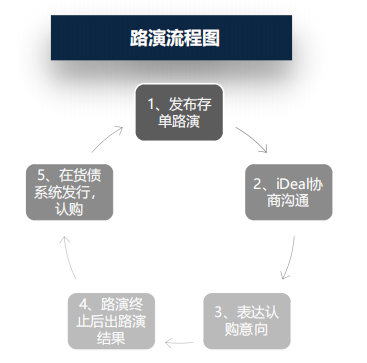 路演流程图
1、发布存
单路演
2、iDeal协
商沟通
3、表达认
购意向
4、路演终
止后出路演
结果
5、在货债
系统发行，
认购